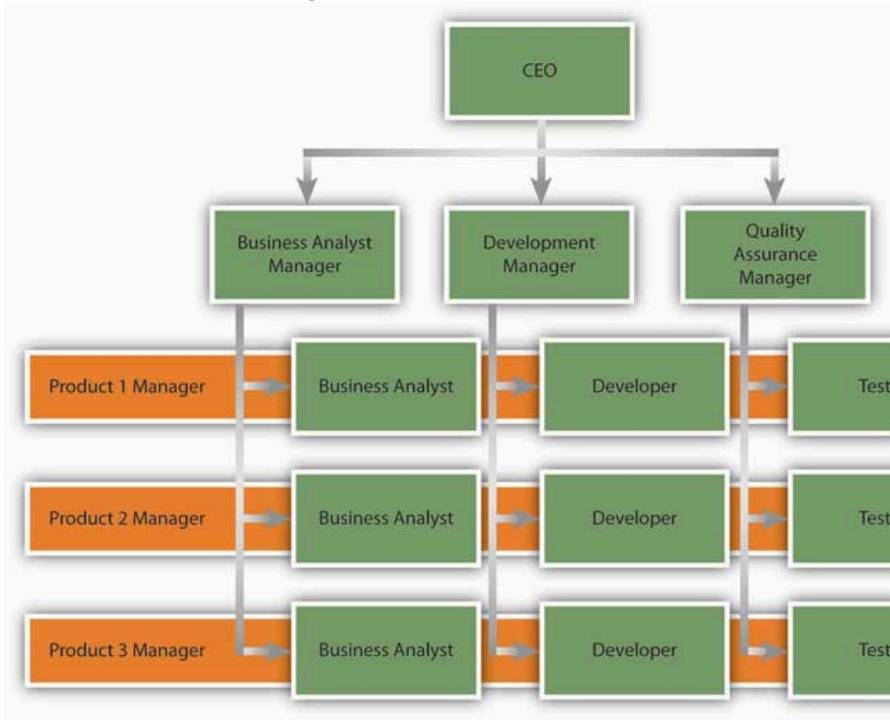 CEO
Business Analyst
Manager
Development
Manager
Quality
Assurance
Manager
Product 1 Manager
Business Analyst
Developer
Test
Product 2 Manager
Business Analyst
Developer
Test
Product 3 Manager
Business Analyst
Developer
Test